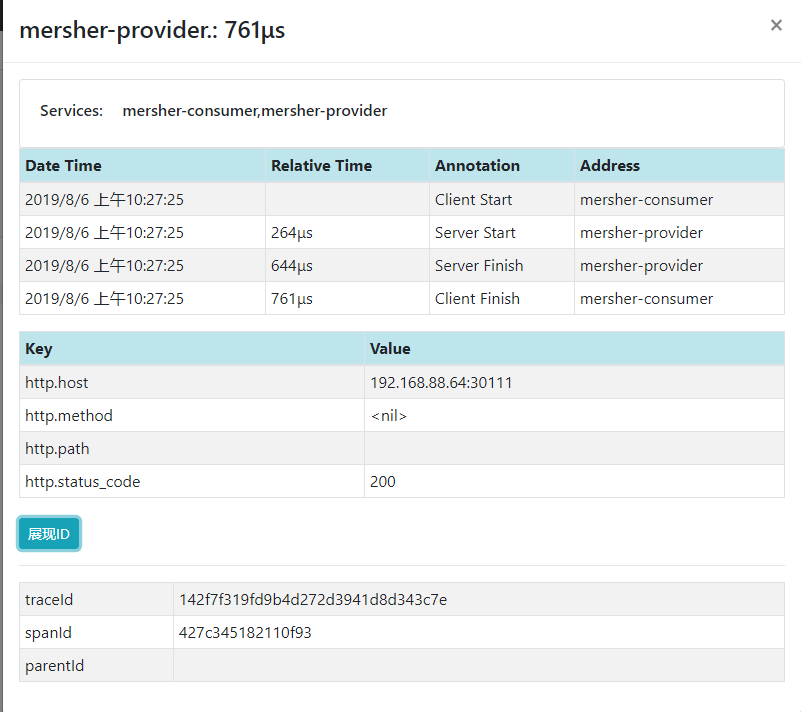 mersher-provider.: 761µs
×
Services: mersher-consumer,mersher-provider
Date Time Relative Time Annotation Address
2019/8/6 上午10:27:25 Client Start mersher-consumer
2019/8/6 上午10:27:25 264µs Server Start mersher-provider
2019/8/6 上午10:27:25 644µs Server Finish mersher-provider
2019/8/6 上午10:27:25 761µs Client Finish mersher-consumer
Key Value
http.host 192.168.88.64:30111
http.method <nil>
http.path
http.status_code 200
展现ID
traceId 142f7f319fd9b4d272d3941d8d343c7e
spanId 427c345182110f93
parentId